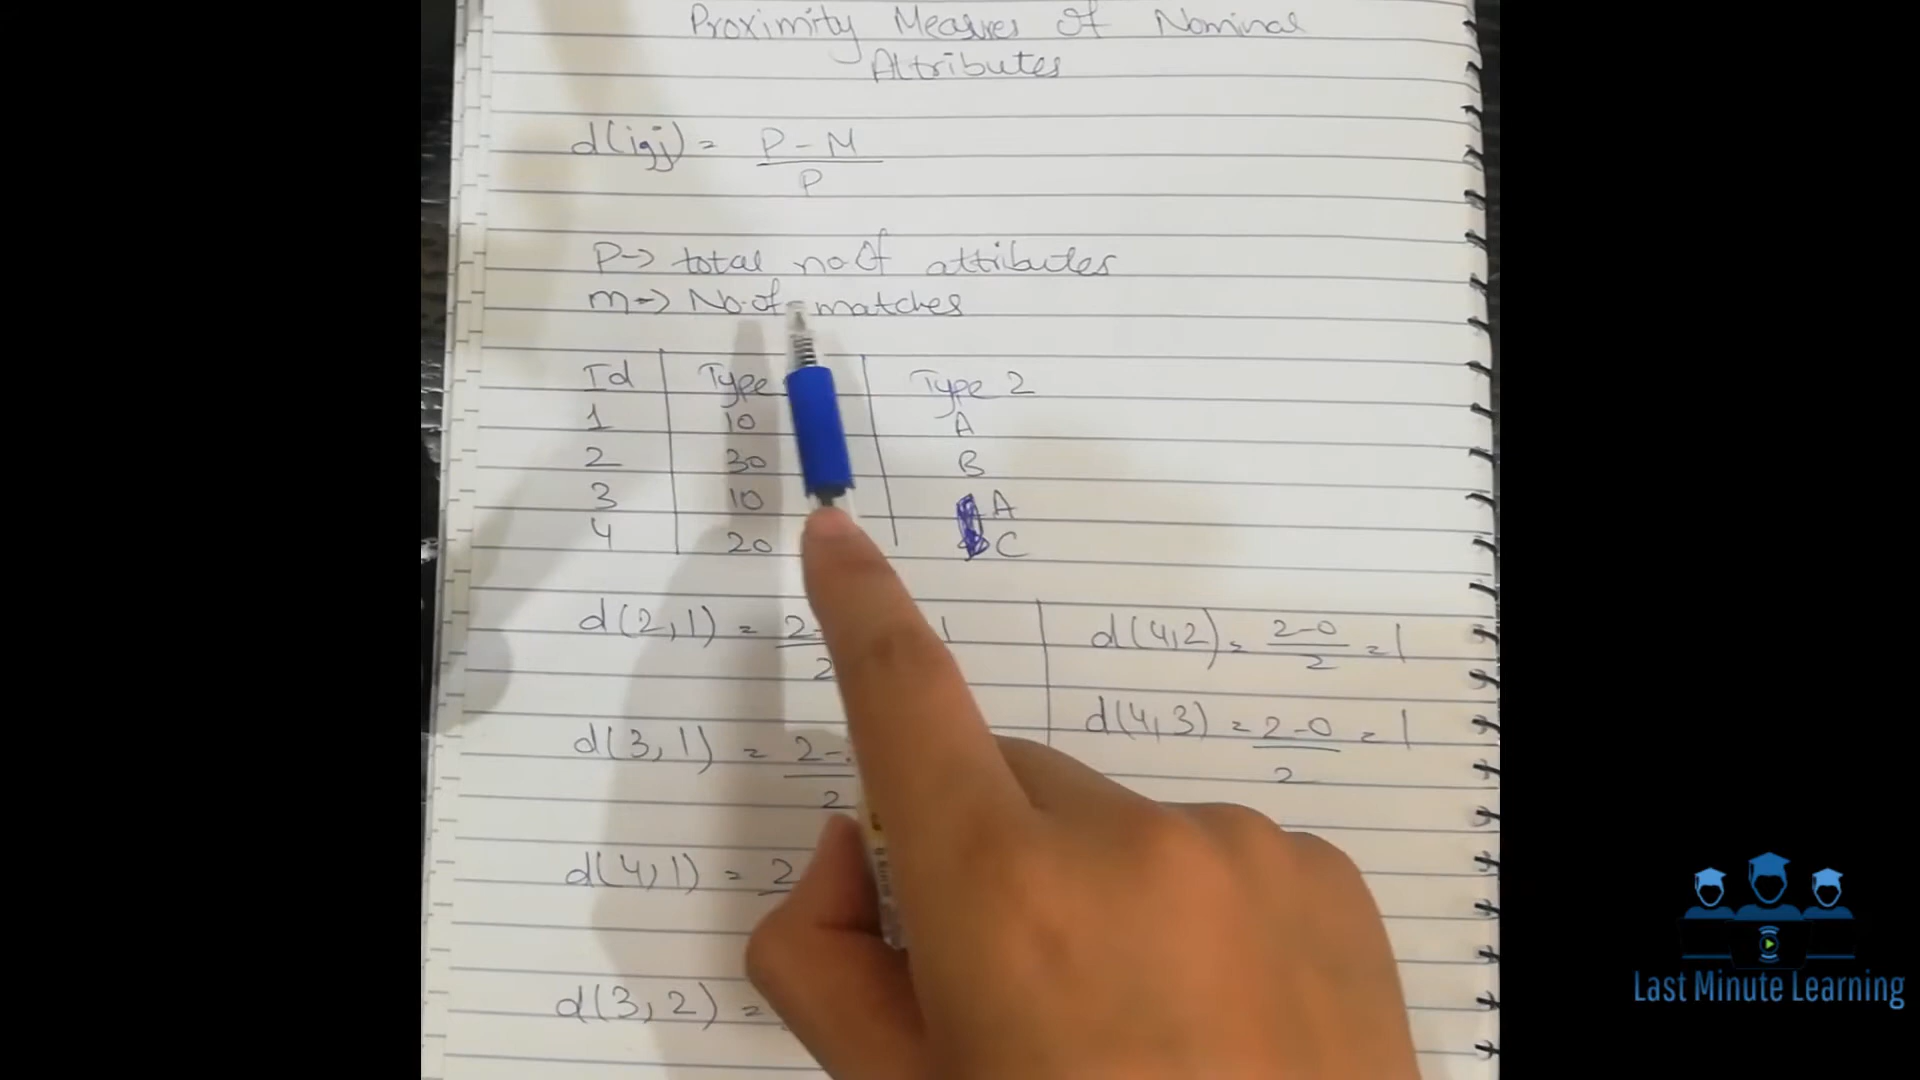 Proximity Measures Of Nominal
Attributes
d(i,j) = P - M
P
P -> total no Of attributes
m -> No. of matches
Id Type Type 2
1 10 A
2 30 B
3 10 A
4 20 C
d(2,1) = 2- 1
2
d(4,2) = 2-0 = 1
2
d(3,1) = 2-
2
d(4,3) = 2-0 = 1
2
d(4,1) = 2
d(3,2) =
Last Minute Learning